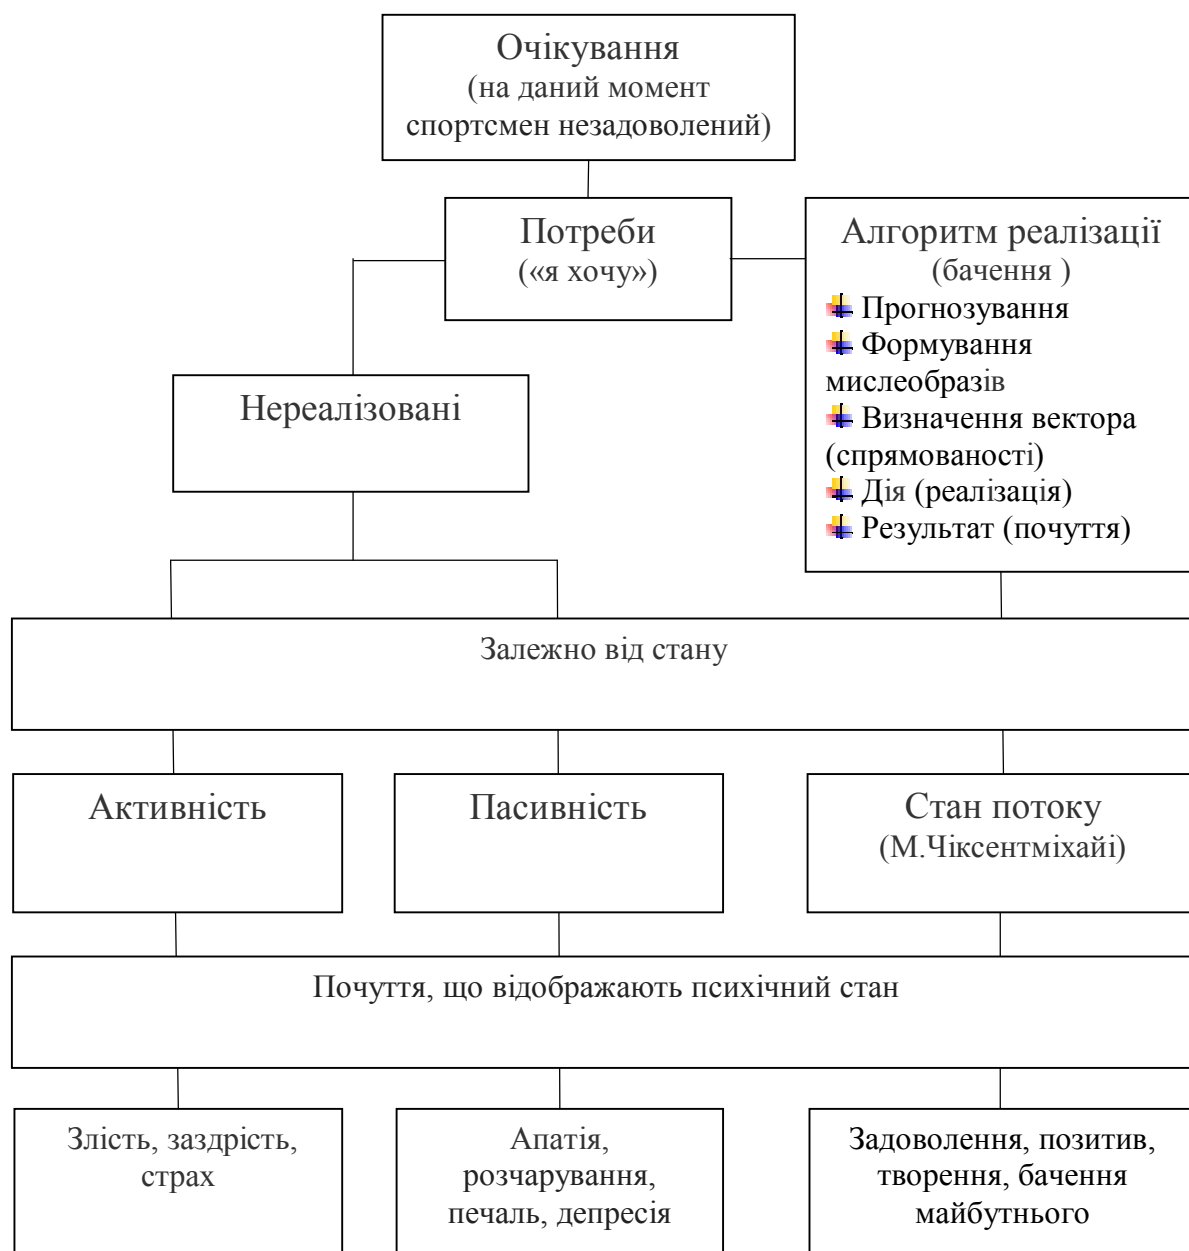 Очікування
(на даний момент
спортсмен незадоволений)
Потреби
(«я хочу»)
Алгоритм реалізації
(бачення )
Прогнозування
Формування
мислеобразів
Визначення вектора
(спрямованості)
Дія (реалізація)
Результат (почуття)
Нереалізовані
Залежно від стану
Активність
Пасивність
Стан потоку
(М.Чіксентміхайі)
Почуття, що відображають психічний стан
Злість, заздрість,
страх
Апатія,
розчарування,
печаль, депресія
Задоволення, позитив,
творення, бачення
майбутнього